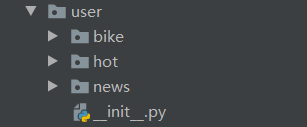 user
bike
hot
news
__init__.py